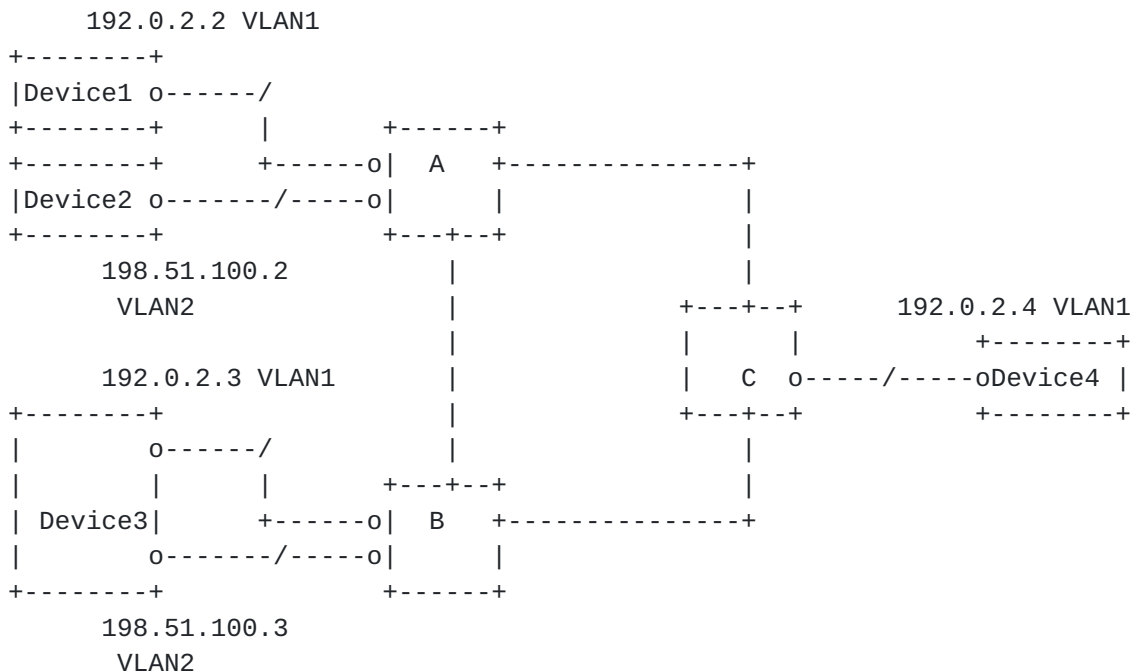 192.0.2.2 VLAN1
+--------+
|Device1 o------/
+--------+      |       +------+
+--------+      +------o|  A   +---------------+
|Device2 o-------/-----o|      |               |
+--------+              +---+--+               |
198.51.100.2         |                  |
VLAN2               |              +---+--+      192.0.2.4 VLAN1
|              |      |           +--------+
192.0.2.3 VLAN1       |              |   C  o-----/-----oDevice4 |
+--------+                  |              +---+--+           +--------+
|        o------/           |                  |
|        |      |       +---+--+               |
| Device3|      +------o|  B   +---------------+
|        o-------/-----o|      |
+--------+              +------+
198.51.100.3
VLAN2